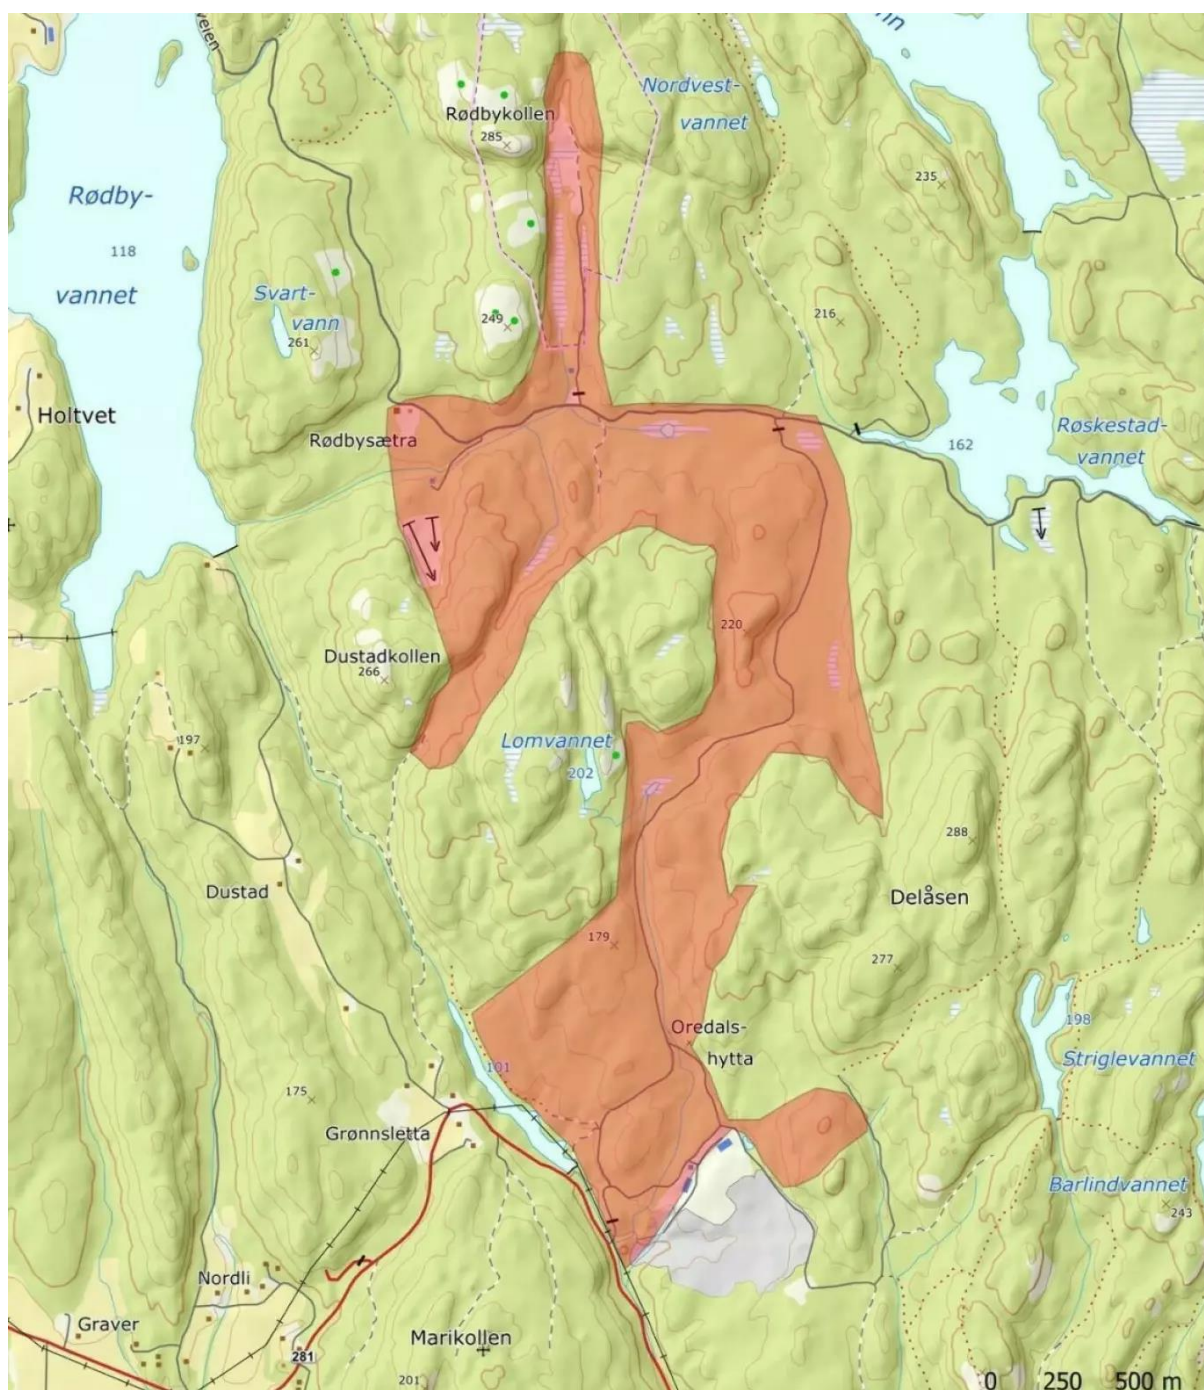 veien
nn
Nordvest-
vannet
Rødbykollen
285
235
Rødby-
118
vannet
Svart-
vann
261
249
216
Holtvet
Rødbysætra
162
Røskestad-
vannet
220
Dustadkollen
266
Lomvannet
202
197
288
Dustad
Delåsen
179
277
198
Oredals-
hytta
Striglevannet
101
175
Grønnsletta
Barlindvannet
243
Nordli
Graver
Marikollen
281
201
0 250 500 m